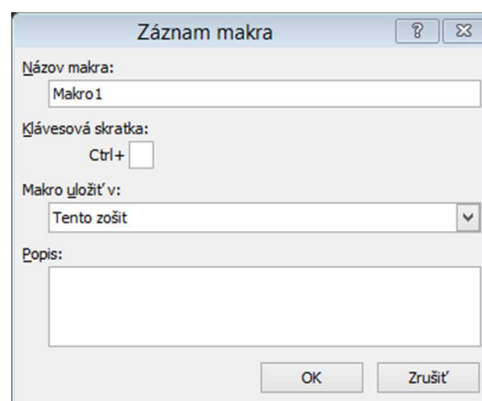 Záznam makra
Názov makra:
Makro1
Klávesová skratka:
Ctrl+
Makro uložiť v:
Tento zošit
Popis:
OK Zrušiť